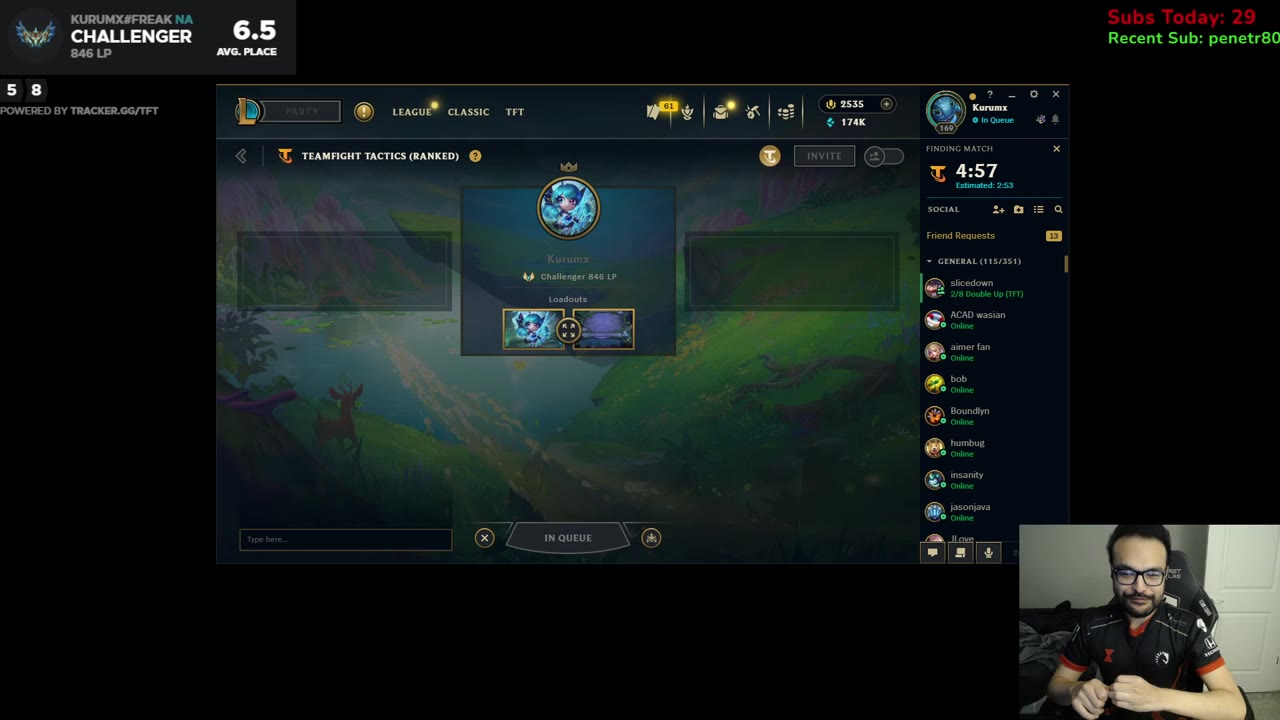 KURUMX#FREAK NA
CHALLENGER
846 LP
6.5
AVG. PLACE
5 8
POWERED BY TRACKER.GG/TFT
Subs Today: 29
Recent Sub: penetr80
PARTY
LEAGUE
CLASSIC
TFT
61
2535
174K
169
Kurumx
In Queue
TEAMFIGHT TACTICS (RANKED)
INVITE
FINDING MATCH
4:57
Estimated: 2:53
SOCIAL
Friend Requests
13
GENERAL (115/351)
slicedown
2/8 Double Up (TFT)
ACAD wasian
Online
aimer fan
Online
bob
Online
Boundlyn
Online
humbug
Online
insanity
Online
jasonjava
Online
JLove
Kurumx
Challenger 846 LP
Loadouts
Type here...
IN QUEUE